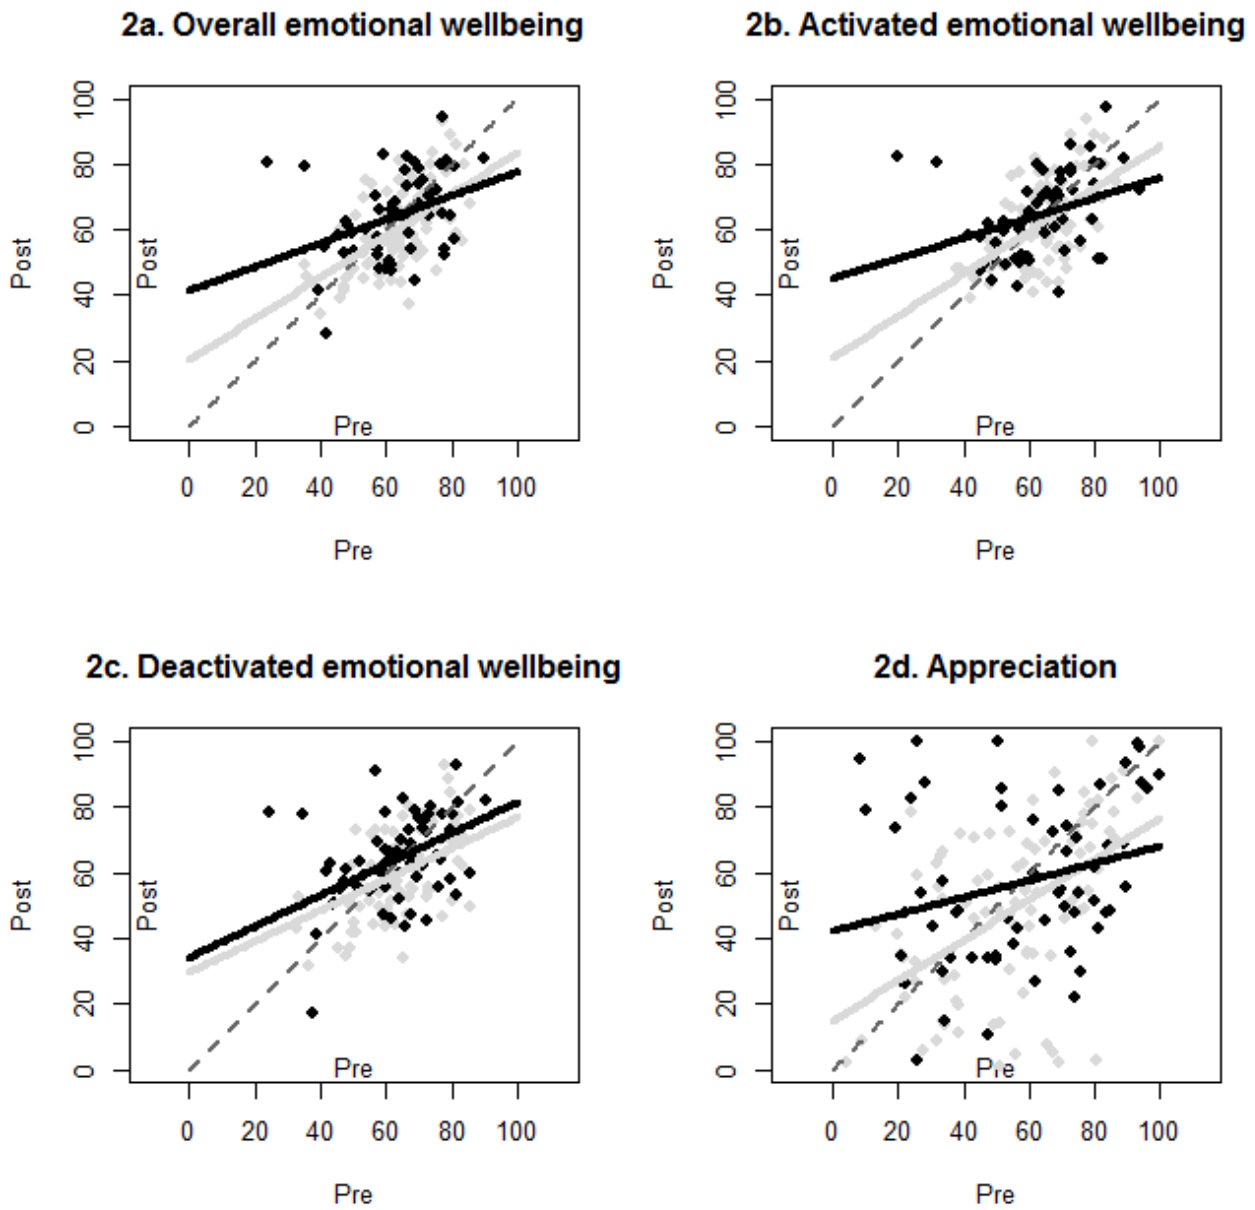 2a. Overall emotional wellbeing
Post
Post
0 20 40 60 80 100
Pre
0 20 40 60 80 100
Pre
2b. Activated emotional wellbeing
Post
Post
0 20 40 60 80 100
Pre
0 20 40 60 80 100
Pre
2c. Deactivated emotional wellbeing
Post
Post
0 20 40 60 80 100
Pre
0 20 40 60 80 100
Pre
2d. Appreciation
Post
Post
0 20 40 60 80 100
Pre
0 20 40 60 80 100
Pre